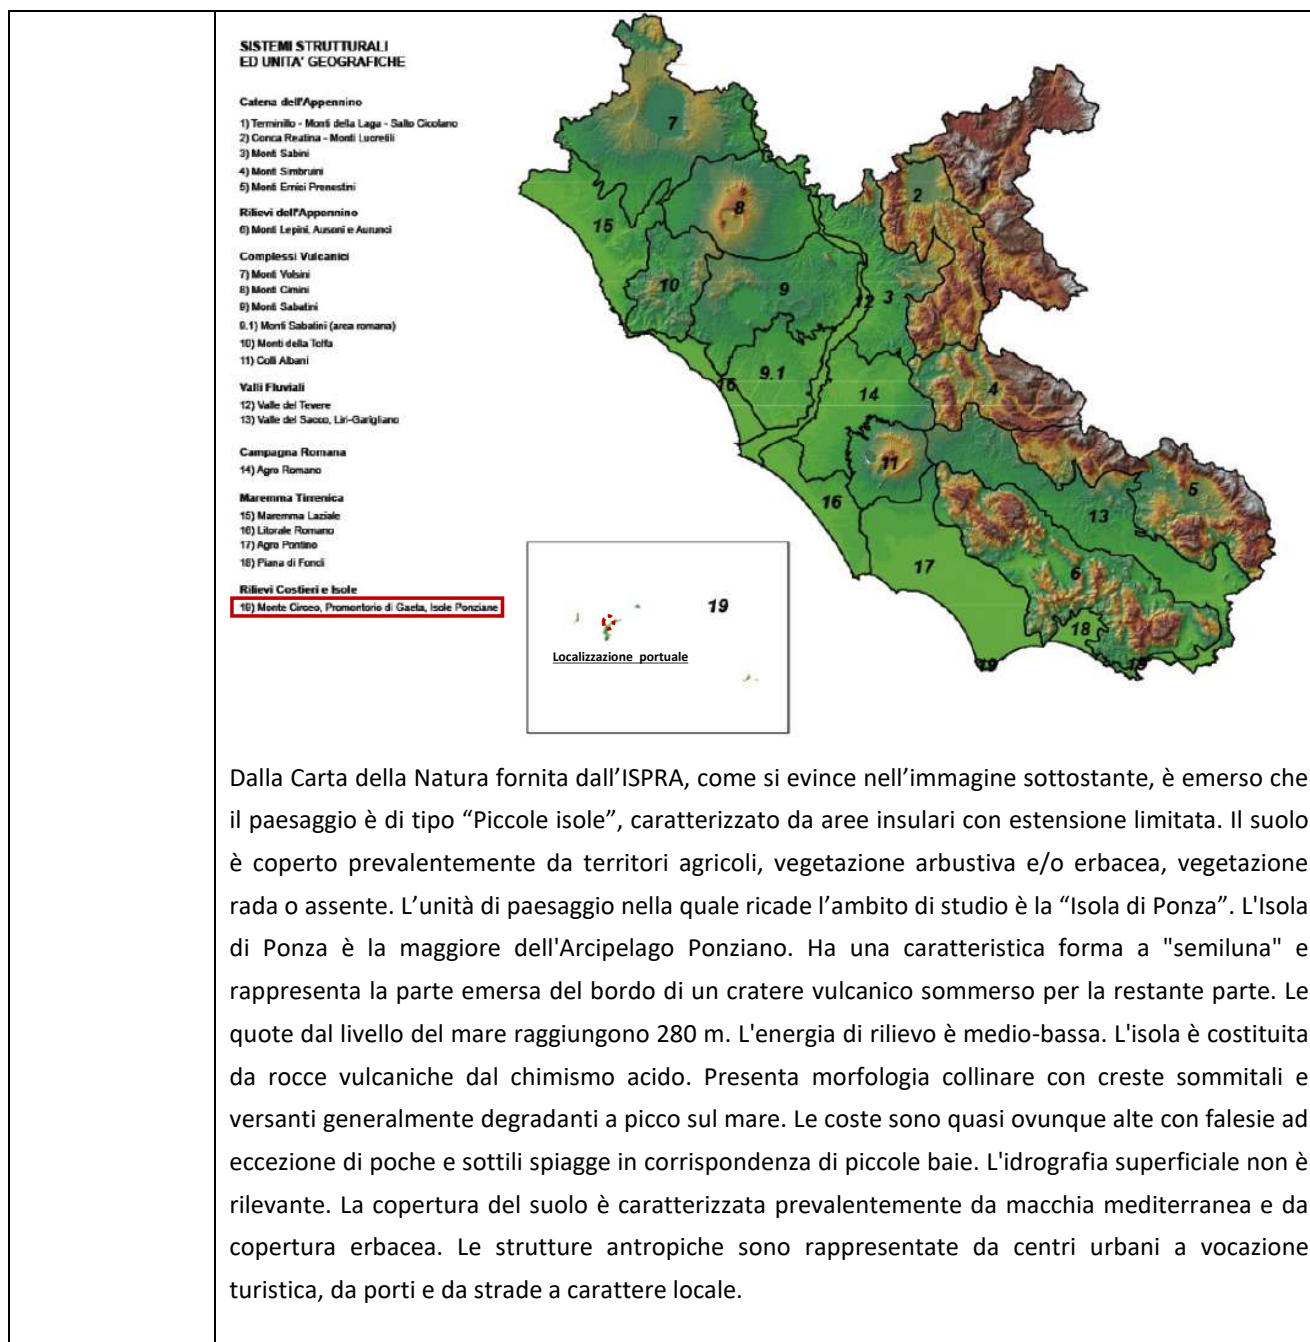 SISTEMI STRUTTURALI
ED UNITA' GEOGRAFICHE
Catena dell'Appennino
1) Terminillo - Monti della Laga - Salto Cicolano
2) Conca Reatina - Monti Lucretili
3) Monti Sabini
4) Monti Simbruini
5) Monti Ernici Prenestini
Rilievi dell'Appennino
6) Monti Lepini, Ausoni e Aurunci
Complessi Vulcanici
7) Monti Volsini
8) Monti Cimini
9) Monti Sabatini
9.1) Monti Sabatini (area romana)
10) Monti della Tolfa
11) Colli Albani
Valli Fluviali
12) Valle del Tevere
13) Valle del Sacco, Liri-Garigliano
Campagna Romana
14) Agro Romano
Maremma Tirrenica
15) Maremma Laziale
16) Litorale Romano
17) Agro Pontino
18) Piana di Fondi
Rilievi Costieri e Isole
19) Monte Circeo, Promontorio di Gaeta, Isole Ponziane
7
1
2
8
15
10
9
12
3
16
9.1
14
4
11
5
16
13
17
6
18
19
19
19
Localizzazione portuale
Dalla Carta della Natura fornita dall’ISPRA, come si evince nell’immagine sottostante, è emerso che
il paesaggio è di tipo “Piccole isole”, caratterizzato da aree insulari con estensione limitata. Il suolo
è coperto prevalentemente da territori agricoli, vegetazione arbustiva e/o erbacea, vegetazione
rada o assente. L’unità di paesaggio nella quale ricade l’ambito di studio è la “Isola di Ponza”. L'Isola
di Ponza è la maggiore dell'Arcipelago Ponziano. Ha una caratteristica forma a "semiluna" e
rappresenta la parte emersa del bordo di un cratere vulcanico sommerso per la restante parte. Le
quote dal livello del mare raggiungono 280 m. L'energia di rilievo è medio-bassa. L'isola è costituita
da rocce vulcaniche dal chimismo acido. Presenta morfologia collinare con creste sommitali e
versanti generalmente degradanti a picco sul mare. Le coste sono quasi ovunque alte con falesie ad
eccezione di poche e sottili spiagge in corrispondenza di piccole baie. L'idrografia superficiale non è
rilevante. La copertura del suolo è caratterizzata prevalentemente da macchia mediterranea e da
copertura erbacea. Le strutture antropiche sono rappresentate da centri urbani a vocazione
turistica, da porti e da strade a carattere locale.